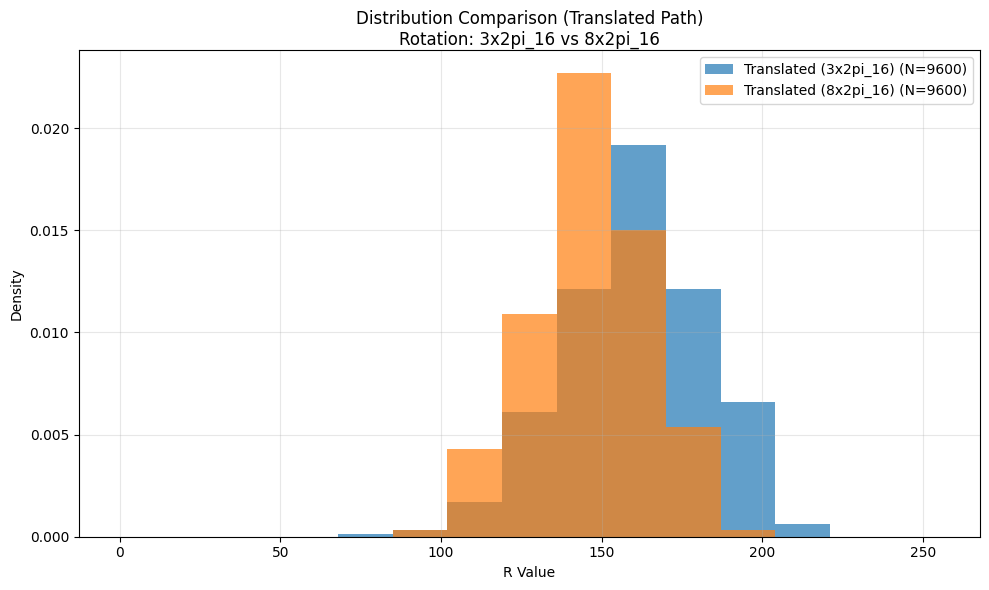 Distribution Comparison (Translated Path)
Rotation: 3x2pi_16 vs 8x2pi_16
Translated (3x2pi_16) (N=9600)
Translated (8x2pi_16) (N=9600)
0.020
0.015
0.010
0.005
0.000
Density
0 50 100 150 200 250
R Value